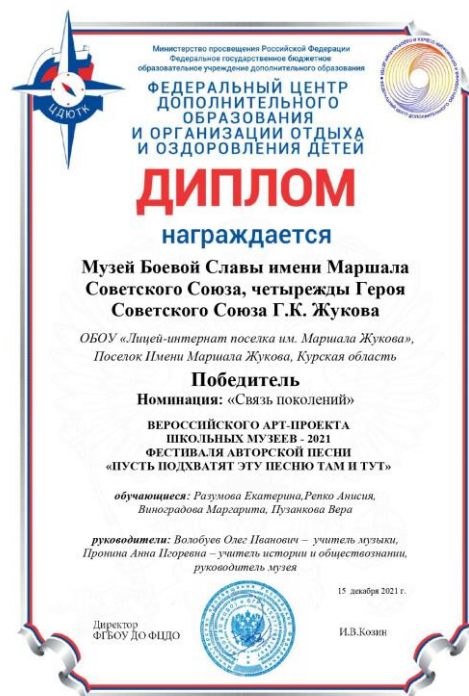 Министерство просвещения Российской Федерации
Федеральное государственное бюджетное
образовательное учреждение дополнительного образования
ФЕДЕРАЛЬНЫЙ ЦЕНТР
ДОПОЛНИТЕЛЬНОГО
ОБРАЗОВАНИЯ
И ОРГАНИЗАЦИИ ОТДЫХА
И ОЗДОРОВЛЕНИЯ ДЕТЕЙ
ЦДЮТК
ДИПЛОМ
награждается
Музей Боевой Славы имени Маршала
Советского Союза, четырежды Героя
Советского Союза Г.К. Жукова
ОБОУ «Лицей-интернат поселка им. Маршала Жукова»,
Поселок Имени Маршала Жукова, Курская область
Победитель
Номинация: «Связь поколений»
ВЕРОССИЙСКОГО АРТ-ПРОЕКТА
ШКОЛЬНЫХ МУЗЕЕВ - 2021
ФЕСТИВАЛЯ АВТОРСКОЙ ПЕСНИ
«ПУСТЬ ПОДХВАТЯТ ЭТУ ПЕСНЮ ТАМ И ТУТ»
обучающиеся: Разумова Екатерина,Репко Анисия,
Виноградова Маргарита, Пузанкова Вера
руководители: Волобуев Олег Иванович – учитель музыки,
Пронина Анна Игоревна – учитель истории и обществознании,
руководитель музея
15 декабря 2021 г.
Директор
ФГБОУ ДО ФЦДО
И.В.Козин